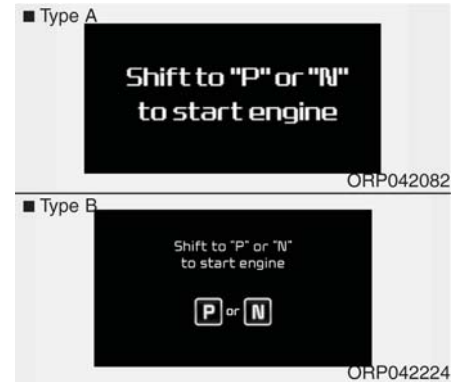 ■ Type A
Shift to "P" or "N"
to start engine
ORP042082
■ Type B
Shift to "P" or "N"
to start engine
P or N
ORP042224